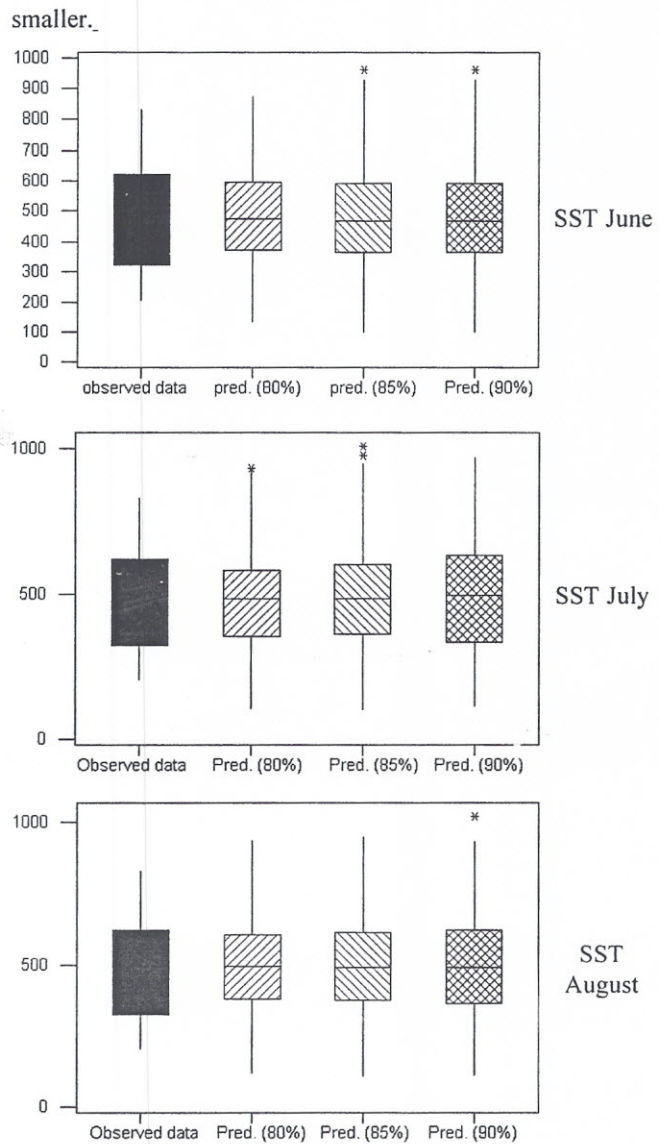 smaller.
1000
900
800
700
600
500
400
300
200
100
0
observed data pred. (80%) pred. (85%) Pred. (90%)
SST June
1000
500
0
Observed data Pred. (80%) Pred. (85%) Pred. (90%)
SST July
1000
500
0
Observed data Pred. (80%) Pred. (85%) Pred. (90%)
SST
August